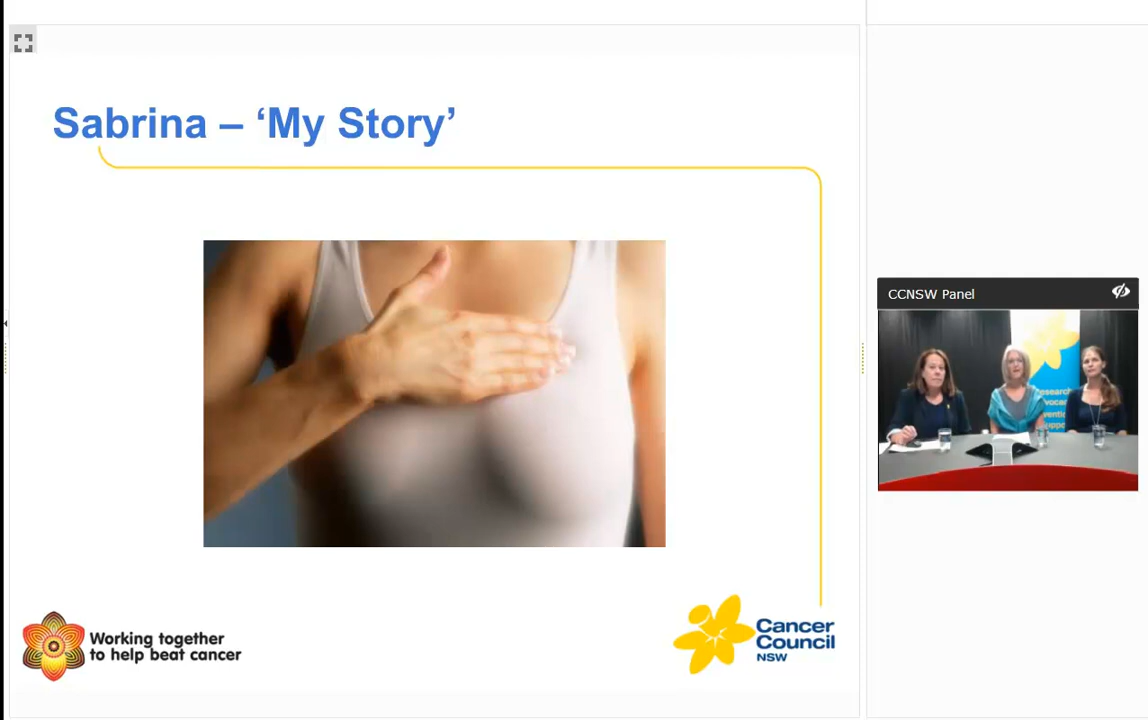 Sabrina – ‘My Story’
CCNSW Panel
Working together
to help beat cancer
Cancer
Council
NSW